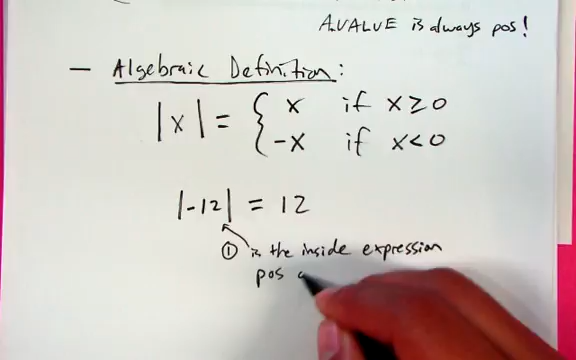 A.VALUE is always pos!
— Algebraic Definition:
|x| = { x if x ≥ 0
-x if x < 0
|-12| = 12
① is the inside expression
pos